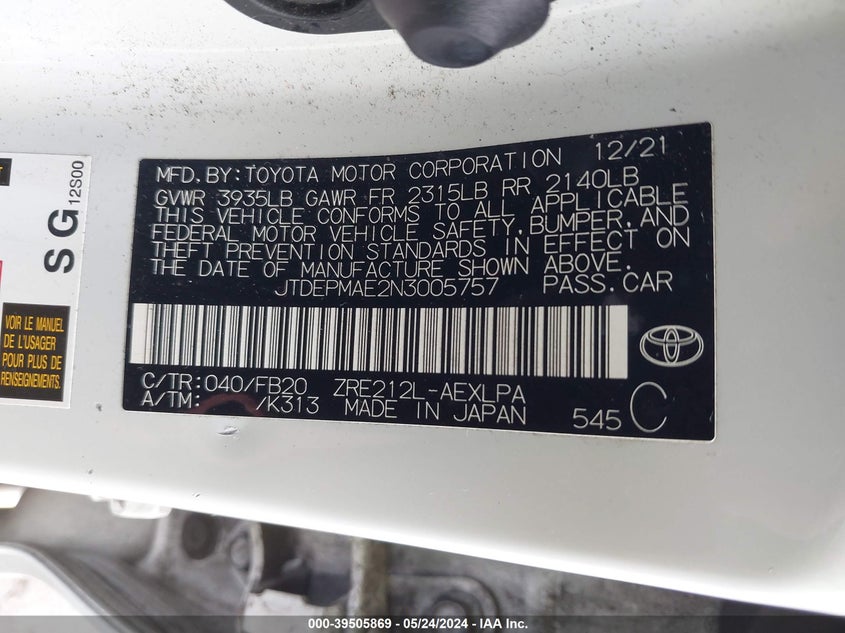 SG
12S00
VOIR LE MANUEL
DE L'USAGER
POUR PLUS DE
RENSEIGNEMENTS
MFD.BY:TOYOTA MOTOR CORPORATION 12/21
GVWR 3935LB GAWR FR 2315LB RR 2140LB
THIS VEHICLE CONFORMS TO ALL APPLICABLE
FEDERAL MOTOR VEHICLE SAFETY,BUMPER,AND
THEFT PREVENTION STANDARDS IN EFFECT ON
THE DATE OF MANUFACTURE SHOWN ABOVE.
JTDEPMAE2N3005757 PASS.CAR
C/TR:040/FB20 ZRE212L-AEXLPA
A/TM: /K313 MADE IN JAPAN 545 C
000-39505869 / 05/24/2024 - IAA Inc.